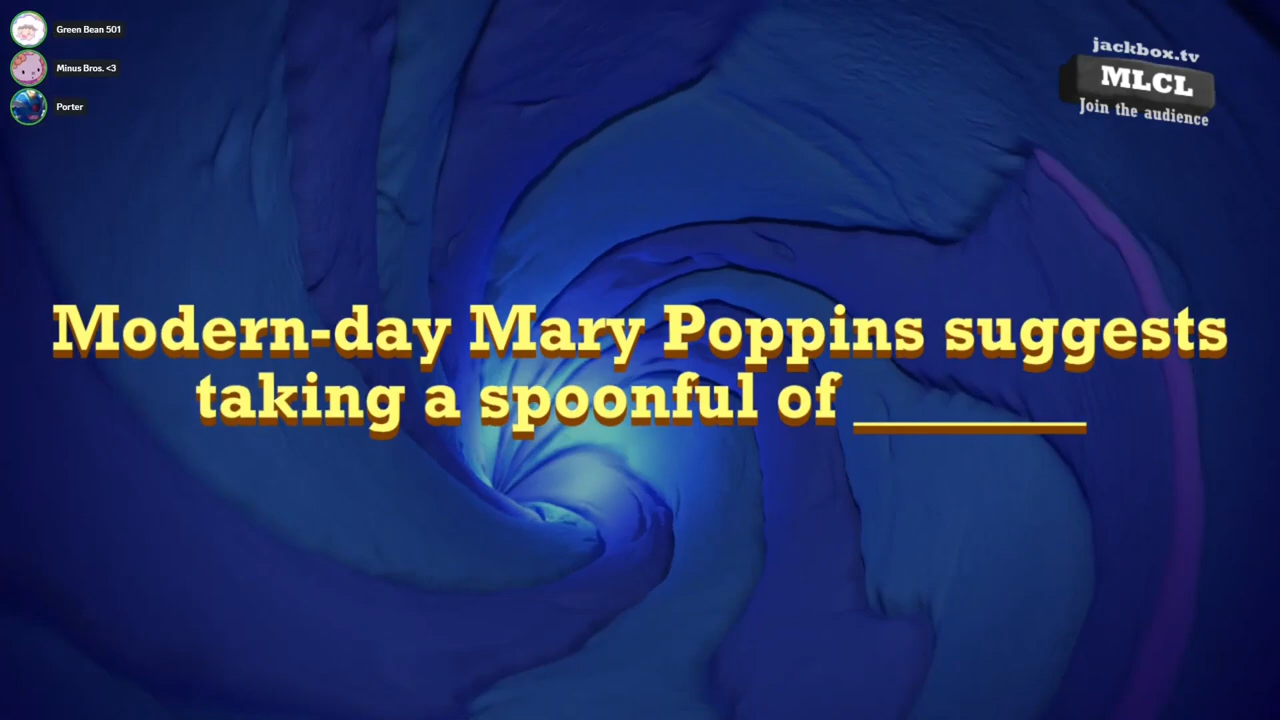 Green Bean 501
Minus Bros. <3
Porter
jackbox.tv
MLCL
Join the audience
Modern-day Mary Poppins suggests
taking a spoonful of ________